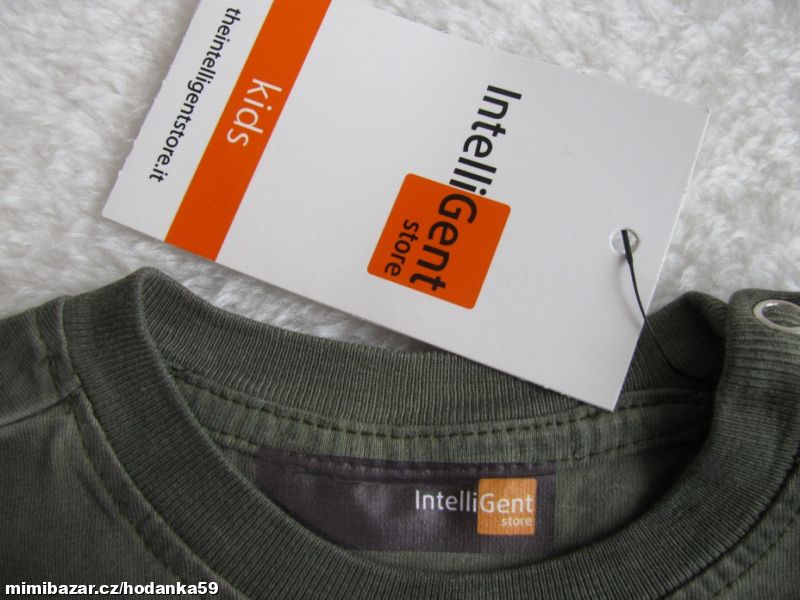 kids
theintelligentstore.it
IntelliGent
store
IntelliGent
store
mimibazar.cz/hodanka59